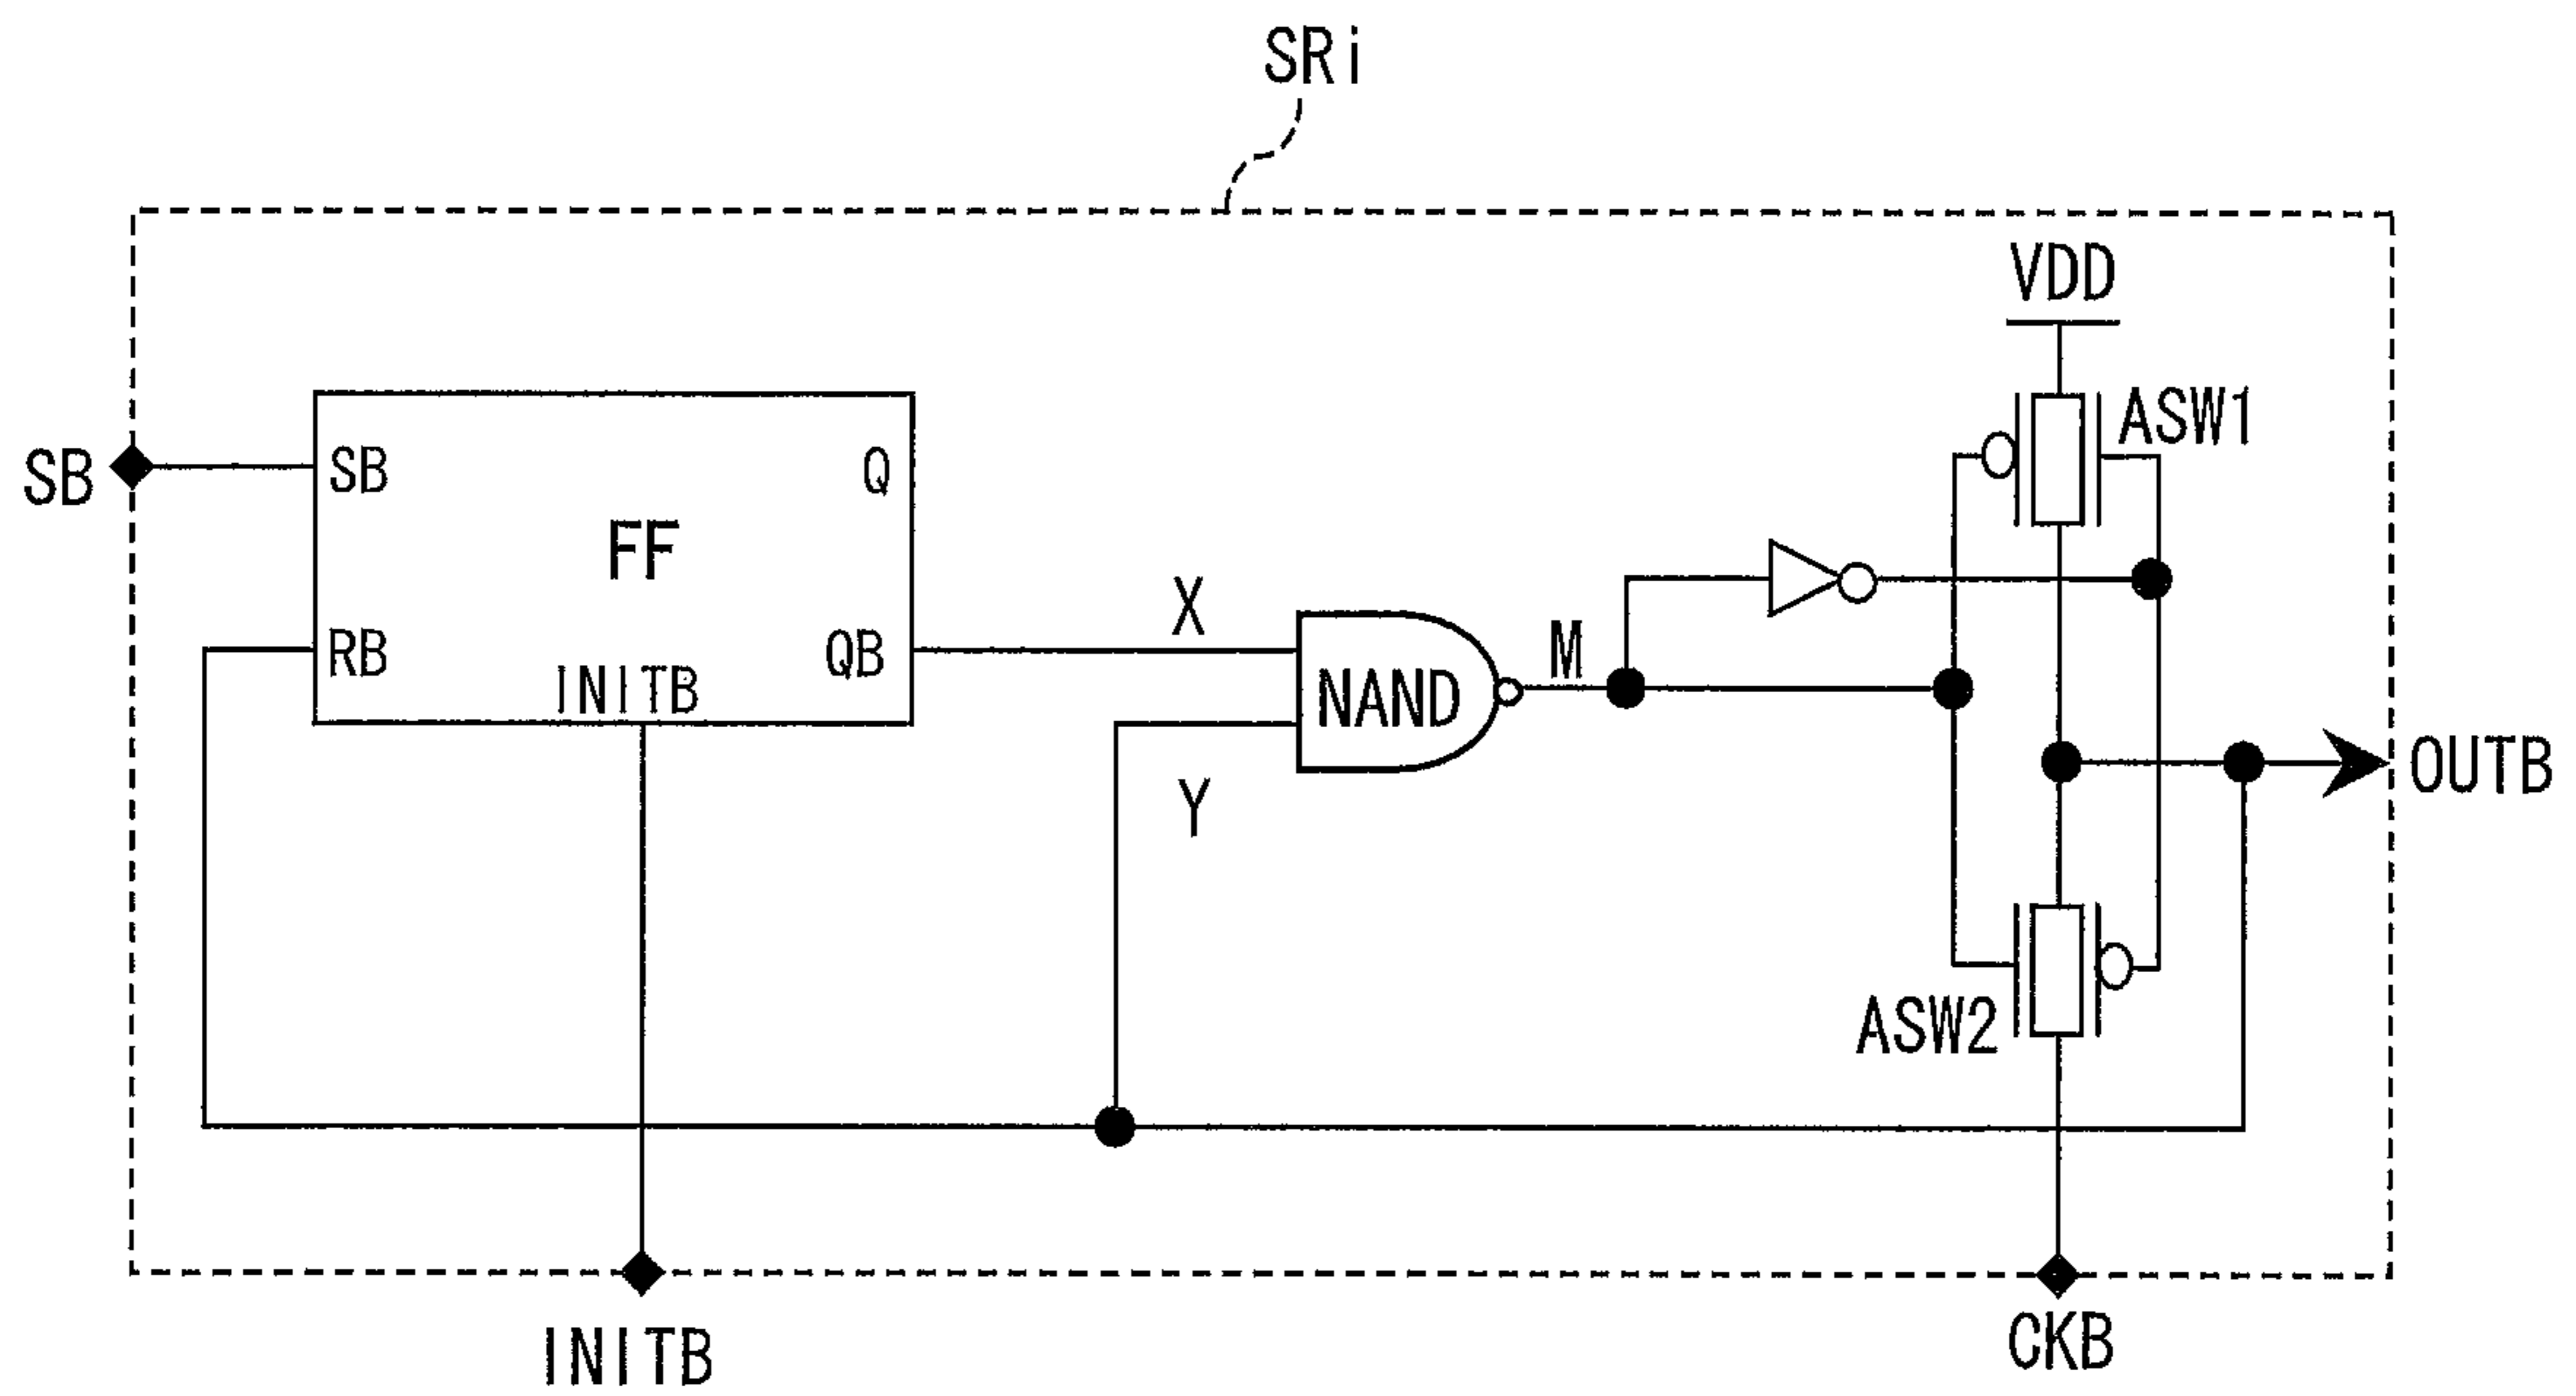 SRi
VDD
ASW1
SB
SB
Q
FF
X
RB
QB
INITB
M
NAND
OUTB
Y
ASW2
INITB
CKB